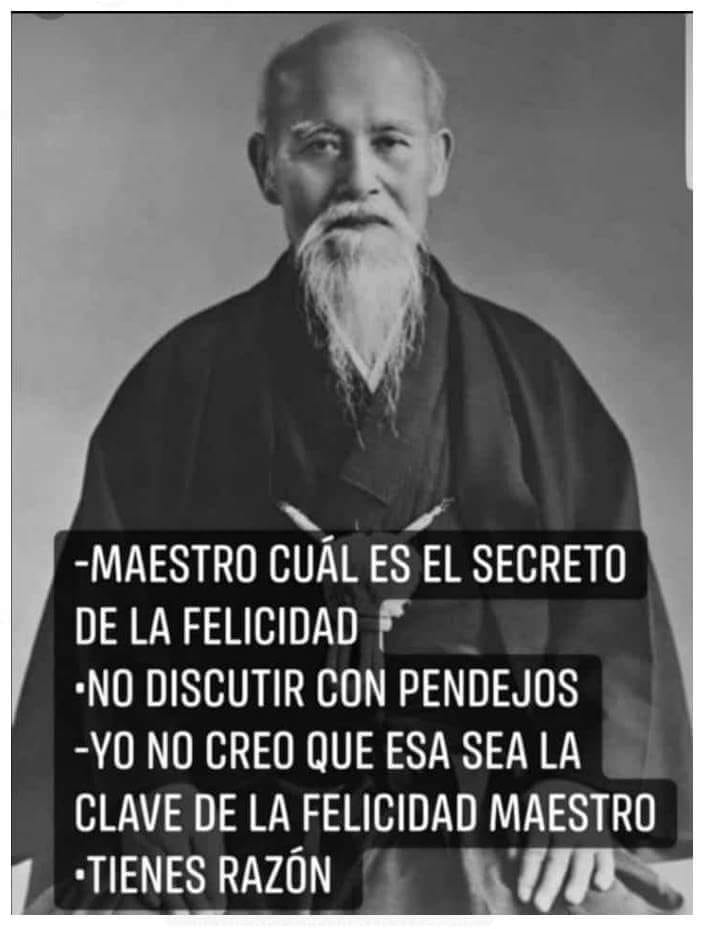 -MAESTRO CUÁL ES EL SECRETO
DE LA FELICIDAD
•NO DISCUTIR CON PENDEJOS
-YO NO CREO QUE ESA SEA LA
CLAVE DE LA FELICIDAD MAESTRO
•TIENES RAZÓN